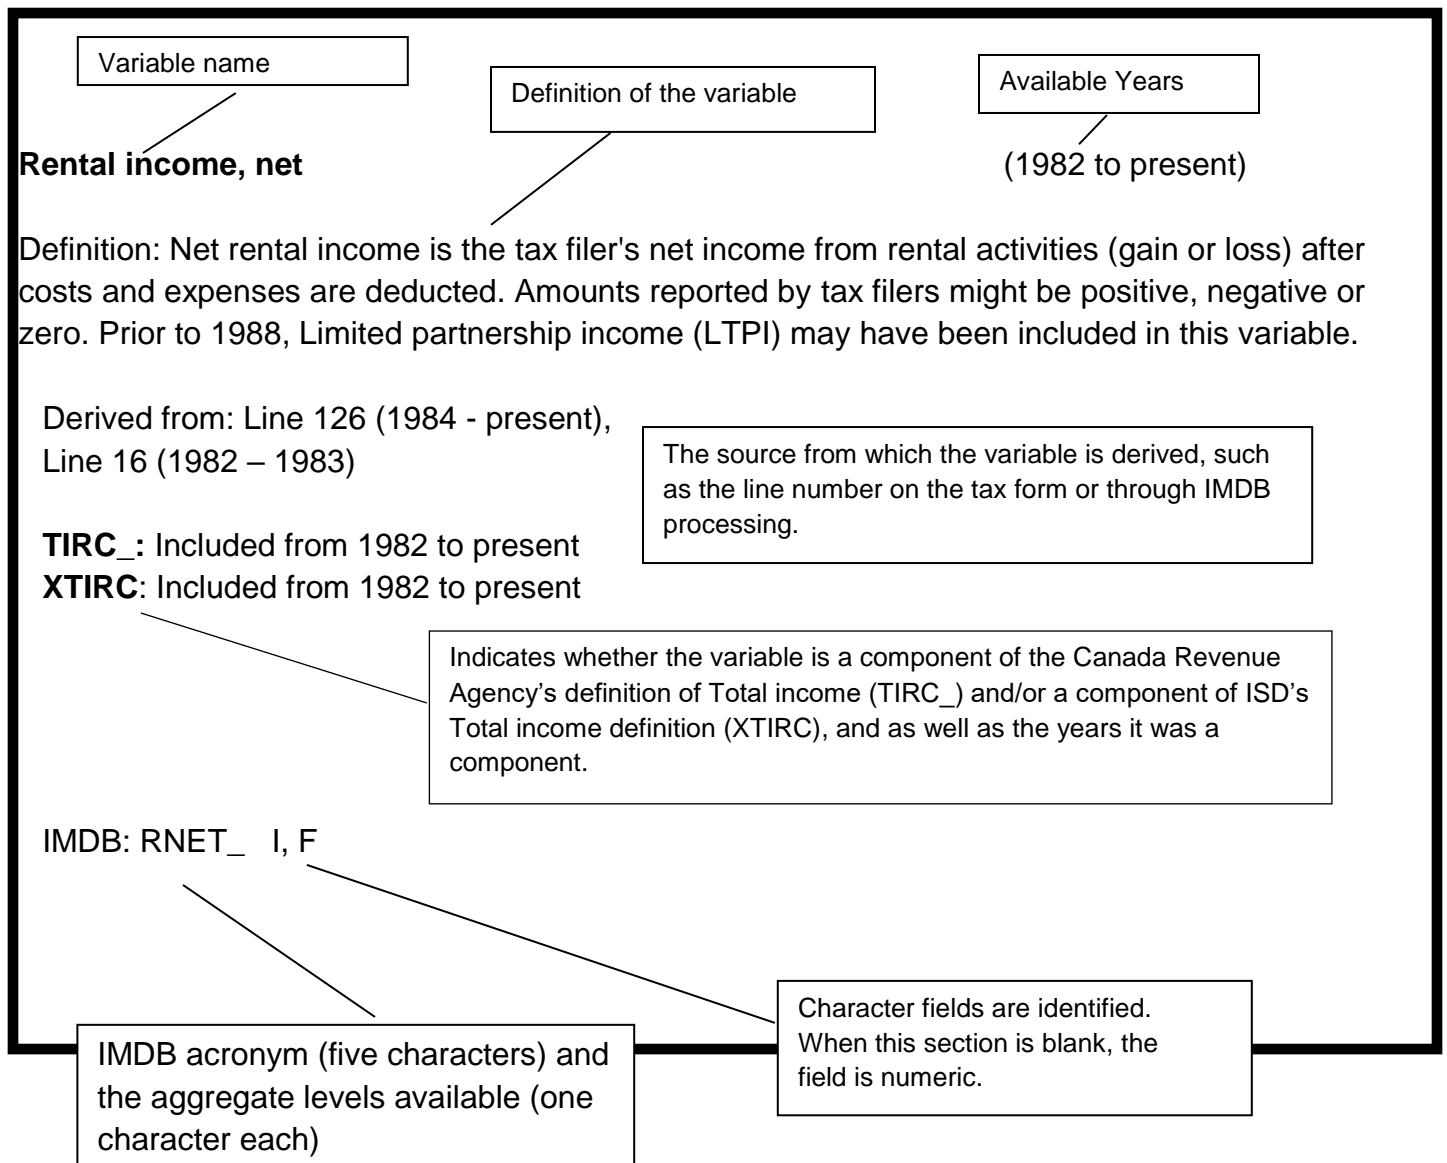 Variable name
Definition of the variable
Available Years
Rental income, net
(1982 to present)
Definition: Net rental income is the tax filer's net income from rental activities (gain or loss) after
costs and expenses are deducted. Amounts reported by tax filers might be positive, negative or
zero. Prior to 1988, Limited partnership income (LTPI) may have been included in this variable.
Derived from: Line 126 (1984 - present),
Line 16 (1982 – 1983)
The source from which the variable is derived, such
as the line number on the tax form or through IMDB
processing.
TIRC_: Included from 1982 to present
XTIRC: Included from 1982 to present
Indicates whether the variable is a component of the Canada Revenue
Agency’s definition of Total income (TIRC_) and/or a component of ISD’s
Total income definition (XTIRC), and as well as the years it was a
component.
IMDB: RNET_   I, F
Character fields are identified.
When this section is blank, the
field is numeric.
IMDB acronym (five characters) and
the aggregate levels available (one
character each)